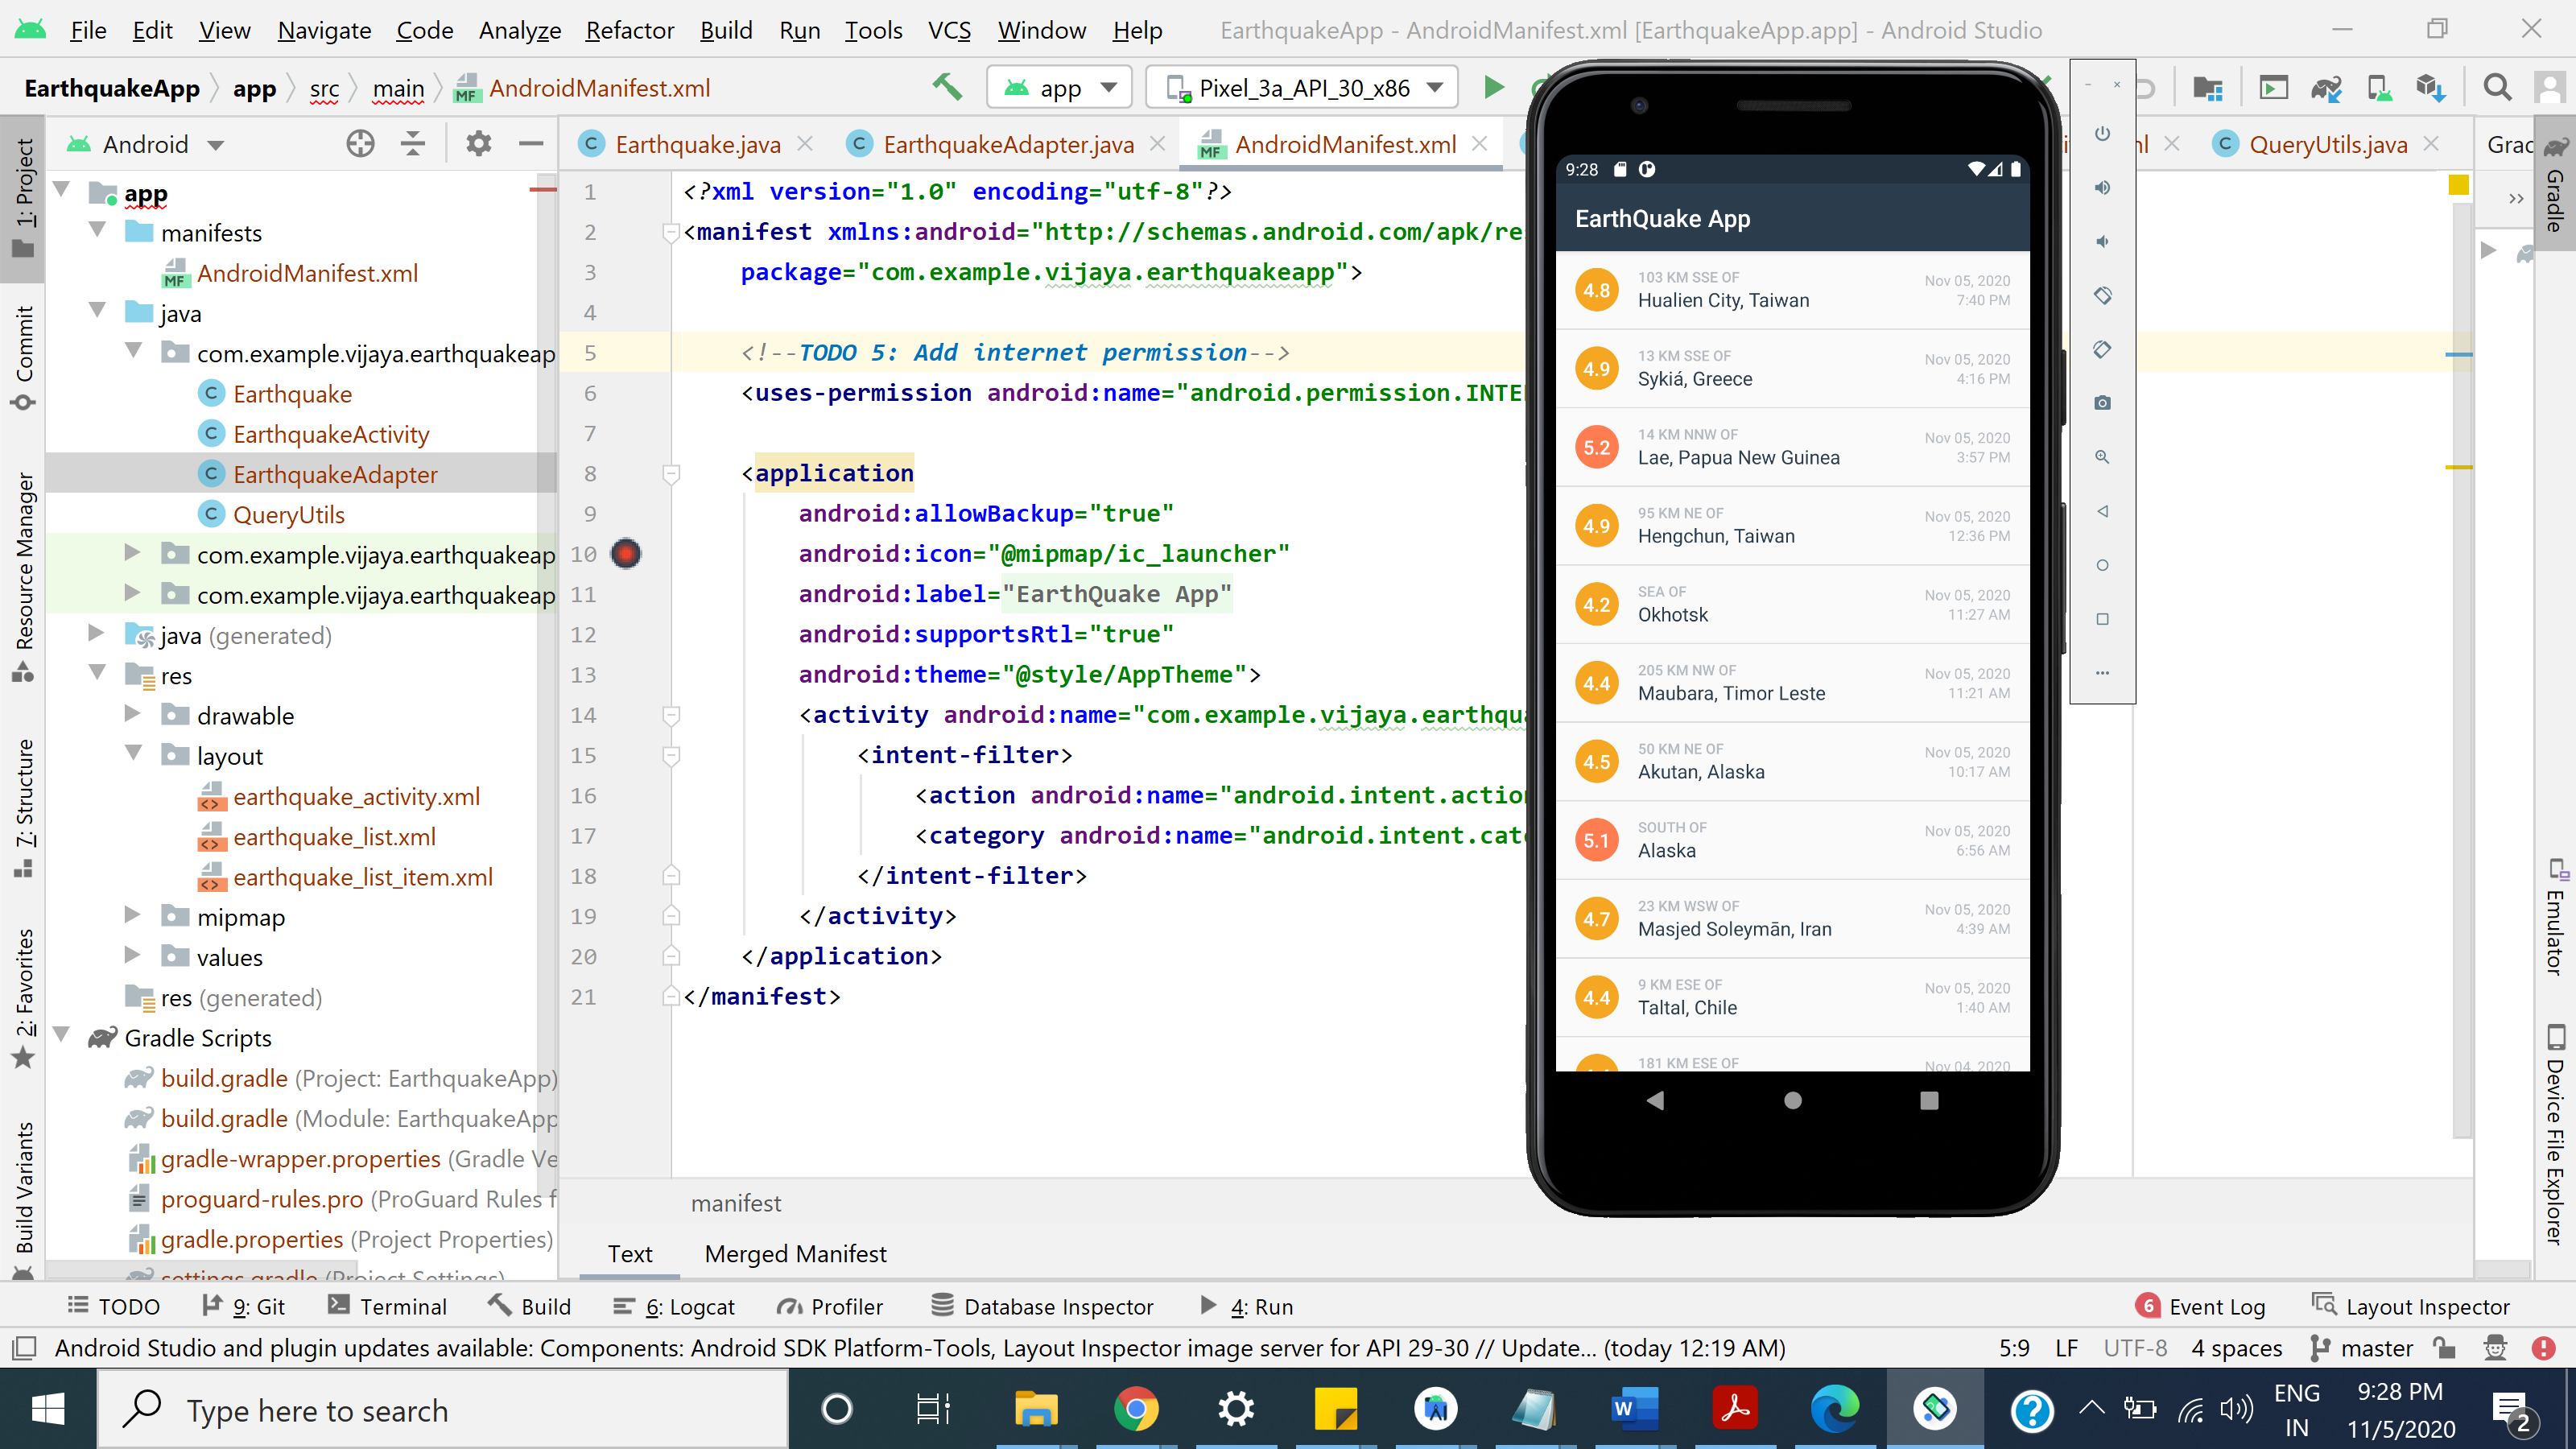 File Edit View Navigate Code Analyze Refactor Build Run Tools VCS Window Help EarthquakeApp - AndroidManifest.xml [EarthquakeApp.app] - Android Studio
EarthquakeApp app src main AndroidManifest.xml app Pixel_3a_API_30_x86
Android
Earthquake.java EarthquakeAdapter.java AndroidManifest.xml QueryUtils.java
1: Project
Commit
Resource Manager
7: Structure
2: Favorites
Build Variants
app
manifests
AndroidManifest.xml
java
com.example.vijaya.earthquakeap
Earthquake
EarthquakeActivity
EarthquakeAdapter
QueryUtils
com.example.vijaya.earthquakeap
com.example.vijaya.earthquakeap
java (generated)
res
drawable
layout
earthquake_activity.xml
earthquake_list.xml
earthquake_list_item.xml
mipmap
values
res (generated)
Gradle Scripts
build.gradle (Project: EarthquakeApp)
build.gradle (Module: EarthquakeApp
gradle-wrapper.properties (Gradle Ve
proguard-rules.pro (ProGuard Rules f
gradle.properties (Project Properties)
settings.gradle (Project Settings)
1 <?xml version="1.0" encoding="utf-8"?>
2 <manifest xmlns:android="http://schemas.android.com/apk/re
3 package="com.example.vijaya.earthquakeapp">
4
5 <!--TODO 5: Add internet permission-->
6 <uses-permission android:name="android.permission.INTE
7
8 <application
9 android:allowBackup="true"
10 android:icon="@mipmap/ic_launcher"
11 android:label="EarthQuake App"
12 android:supportsRtl="true"
13 android:theme="@style/AppTheme">
14 <activity android:name="com.example.vijaya.earthqua
15 <intent-filter>
16 <action android:name="android.intent.action
17 <category android:name="android.intent.cate
18 </intent-filter>
19 </activity>
20 </application>
21 </manifest>
manifest
Text Merged Manifest
9:28
EarthQuake App
4.8 103 KM SSE OF Nov 05, 2020
Hualien City, Taiwan 7:40 PM
4.9 13 KM SSE OF Nov 05, 2020
Sykiá, Greece 4:16 PM
5.2 14 KM NNW OF Nov 05, 2020
Lae, Papua New Guinea 3:57 PM
4.9 95 KM NE OF Nov 05, 2020
Hengchun, Taiwan 12:36 PM
4.2 SEA OF Nov 05, 2020
Okhotsk 11:27 AM
4.4 205 KM NW OF Nov 05, 2020
Maubara, Timor Leste 11:21 AM
4.5 50 KM NE OF Nov 05, 2020
Akutan, Alaska 10:17 AM
5.1 SOUTH OF Nov 05, 2020
Alaska 6:56 AM
4.7 23 KM WSW OF Nov 05, 2020
Masjed Soleymān, Iran 4:39 AM
4.4 9 KM ESE OF Nov 05, 2020
Taltal, Chile 1:40 AM
181 KM ESE OF Nov 04, 2020
Grad
Gradle
Emulator
Device File Explorer
TODO 9: Git Terminal Build 6: Logcat Profiler Database Inspector 4: Run 6 Event Log Layout Inspector
Android Studio and plugin updates available: Components: Android SDK Platform-Tools, Layout Inspector image server for API 29-30 // Update... (today 12:19 AM) 5:9 LF UTF-8 4 spaces master
Type here to search
ENG
IN
9:28 PM
11/5/2020
2